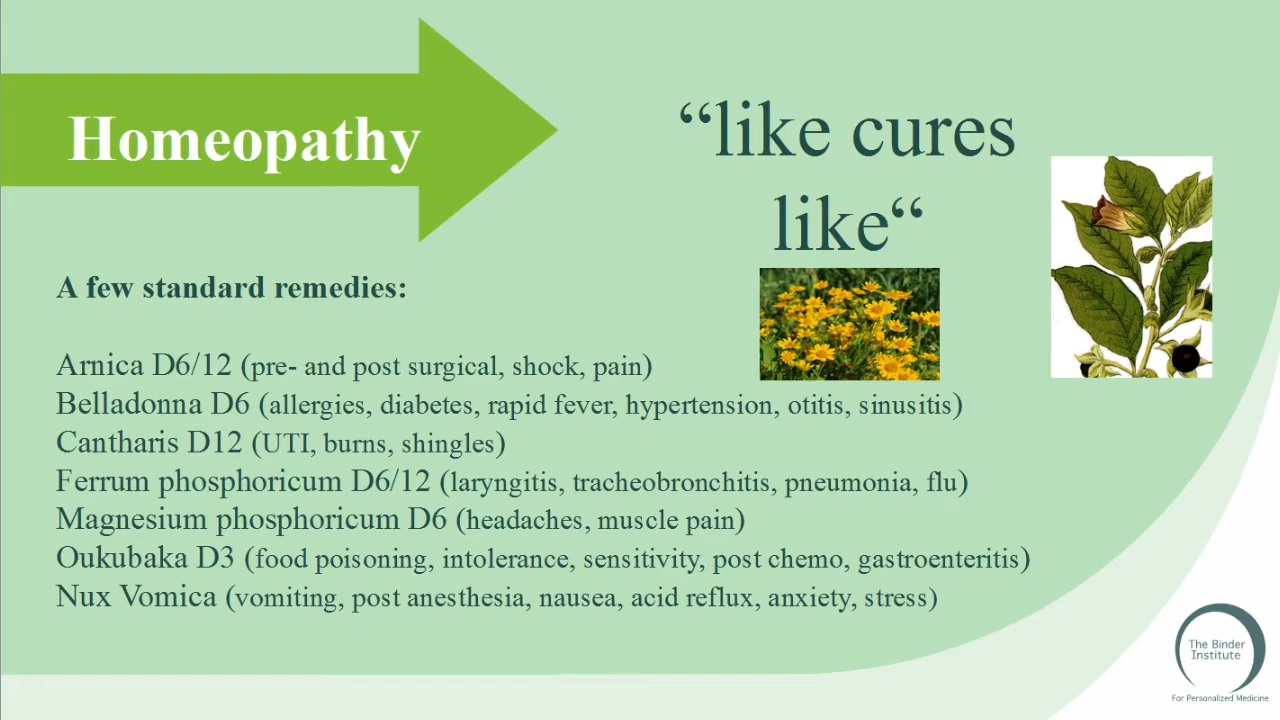 Homeopathy
“like cures
like“
A few standard remedies:
Arnica D6/12 (pre- and post surgical, shock, pain)
Belladonna D6 (allergies, diabetes, rapid fever, hypertension, otitis, sinusitis)
Cantharis D12 (UTI, burns, shingles)
Ferrum phosphoricum D6/12 (laryngitis, tracheobronchitis, pneumonia, flu)
Magnesium phosphoricum D6 (headaches, muscle pain)
Oukubaka D3 (food poisoning, intolerance, sensitivity, post chemo, gastroenteritis)
Nux Vomica (vomiting, post anesthesia, nausea, acid reflux, anxiety, stress)
The Binder
Institute
For Personalized Medicine